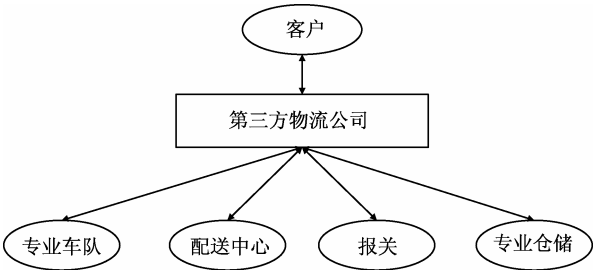 客户
第三方物流公司
专业车队
配送中心
报关
专业仓储